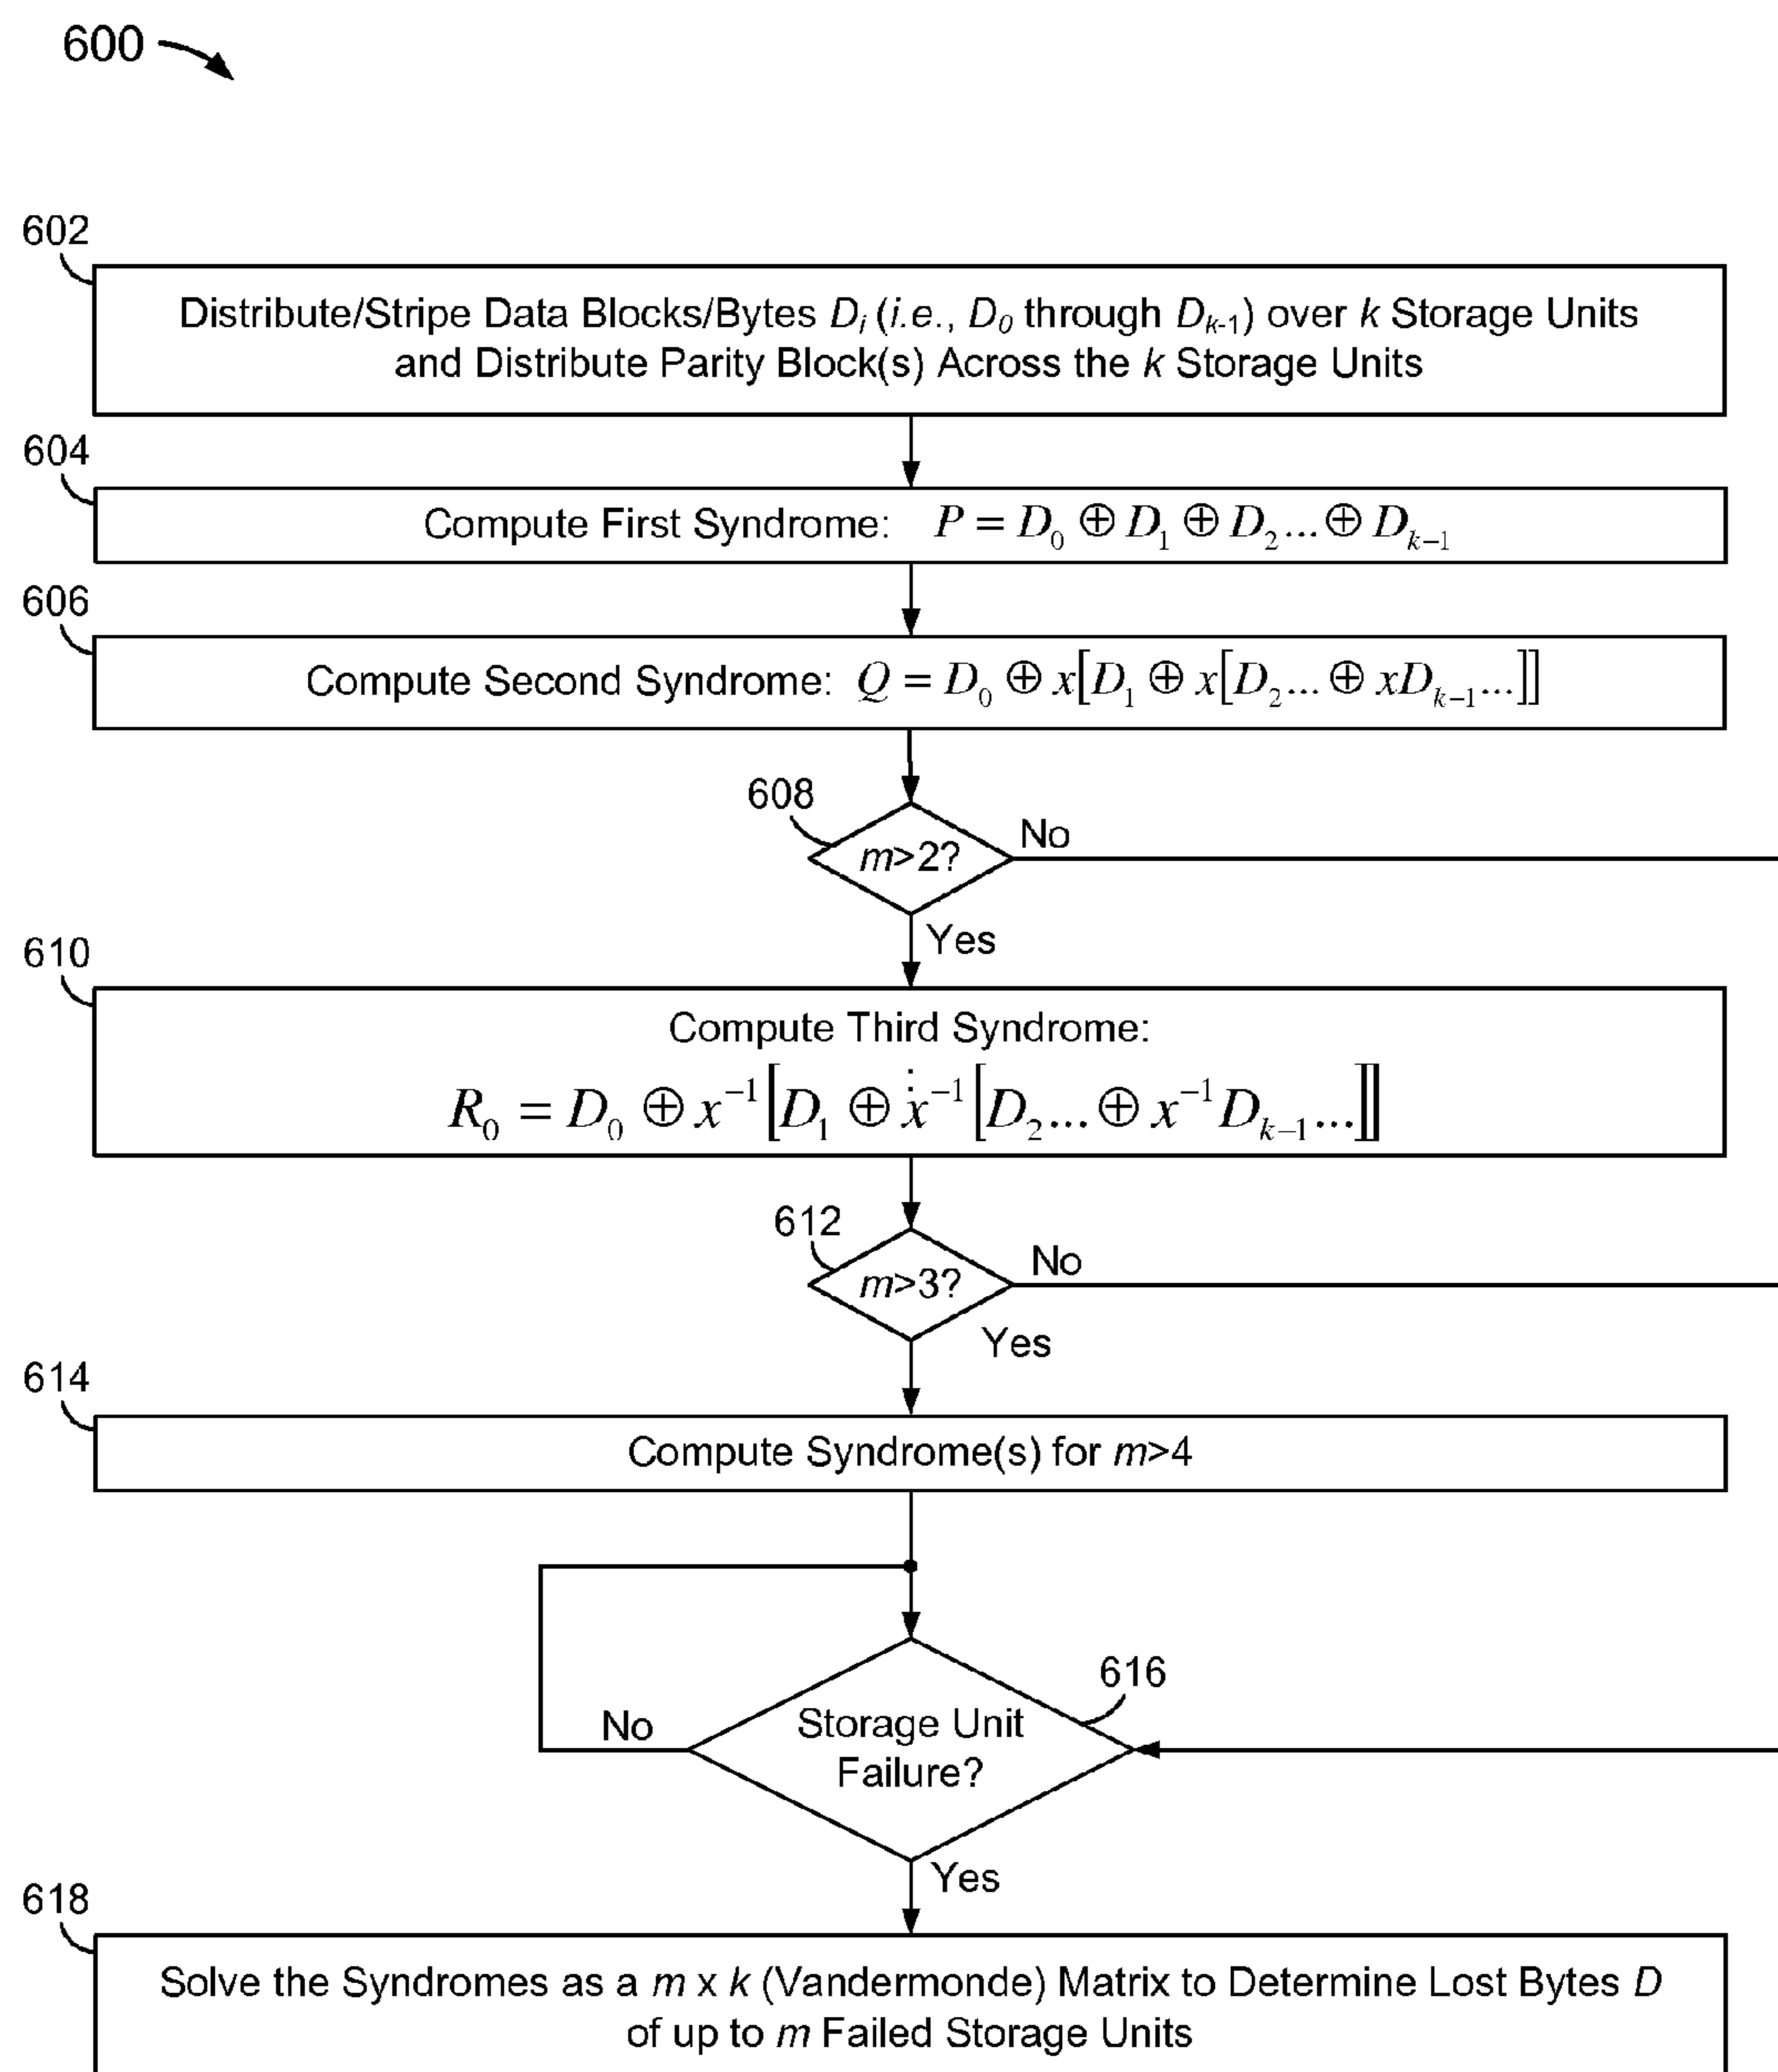 600
602
Distribute/Stripe Data Blocks/Bytes Dᵢ (i.e., D₀ through Dₖ₋₁) over k Storage Units
and Distribute Parity Block(s) Across the k Storage Units
604
Compute First Syndrome: P = D₀ ⊕ D₁ ⊕ D₂... ⊕ Dₖ₋₁
606
Compute Second Syndrome: Q = D₀ ⊕ x[D₁ ⊕ x[D₂... ⊕ xDₖ₋₁...]]
608
m>2?
No
Yes
610
Compute Third Syndrome:
R₀ = D₀ ⊕ x⁻¹[D₁ ⊕ x⁻¹[D₂... ⊕ x⁻¹Dₖ₋₁...]]
612
m>3?
No
Yes
614
Compute Syndrome(s) for m>4
616
Storage Unit
Failure?
No
Yes
618
Solve the Syndromes as a m x k (Vandermonde) Matrix to Determine Lost Bytes D
of up to m Failed Storage Units